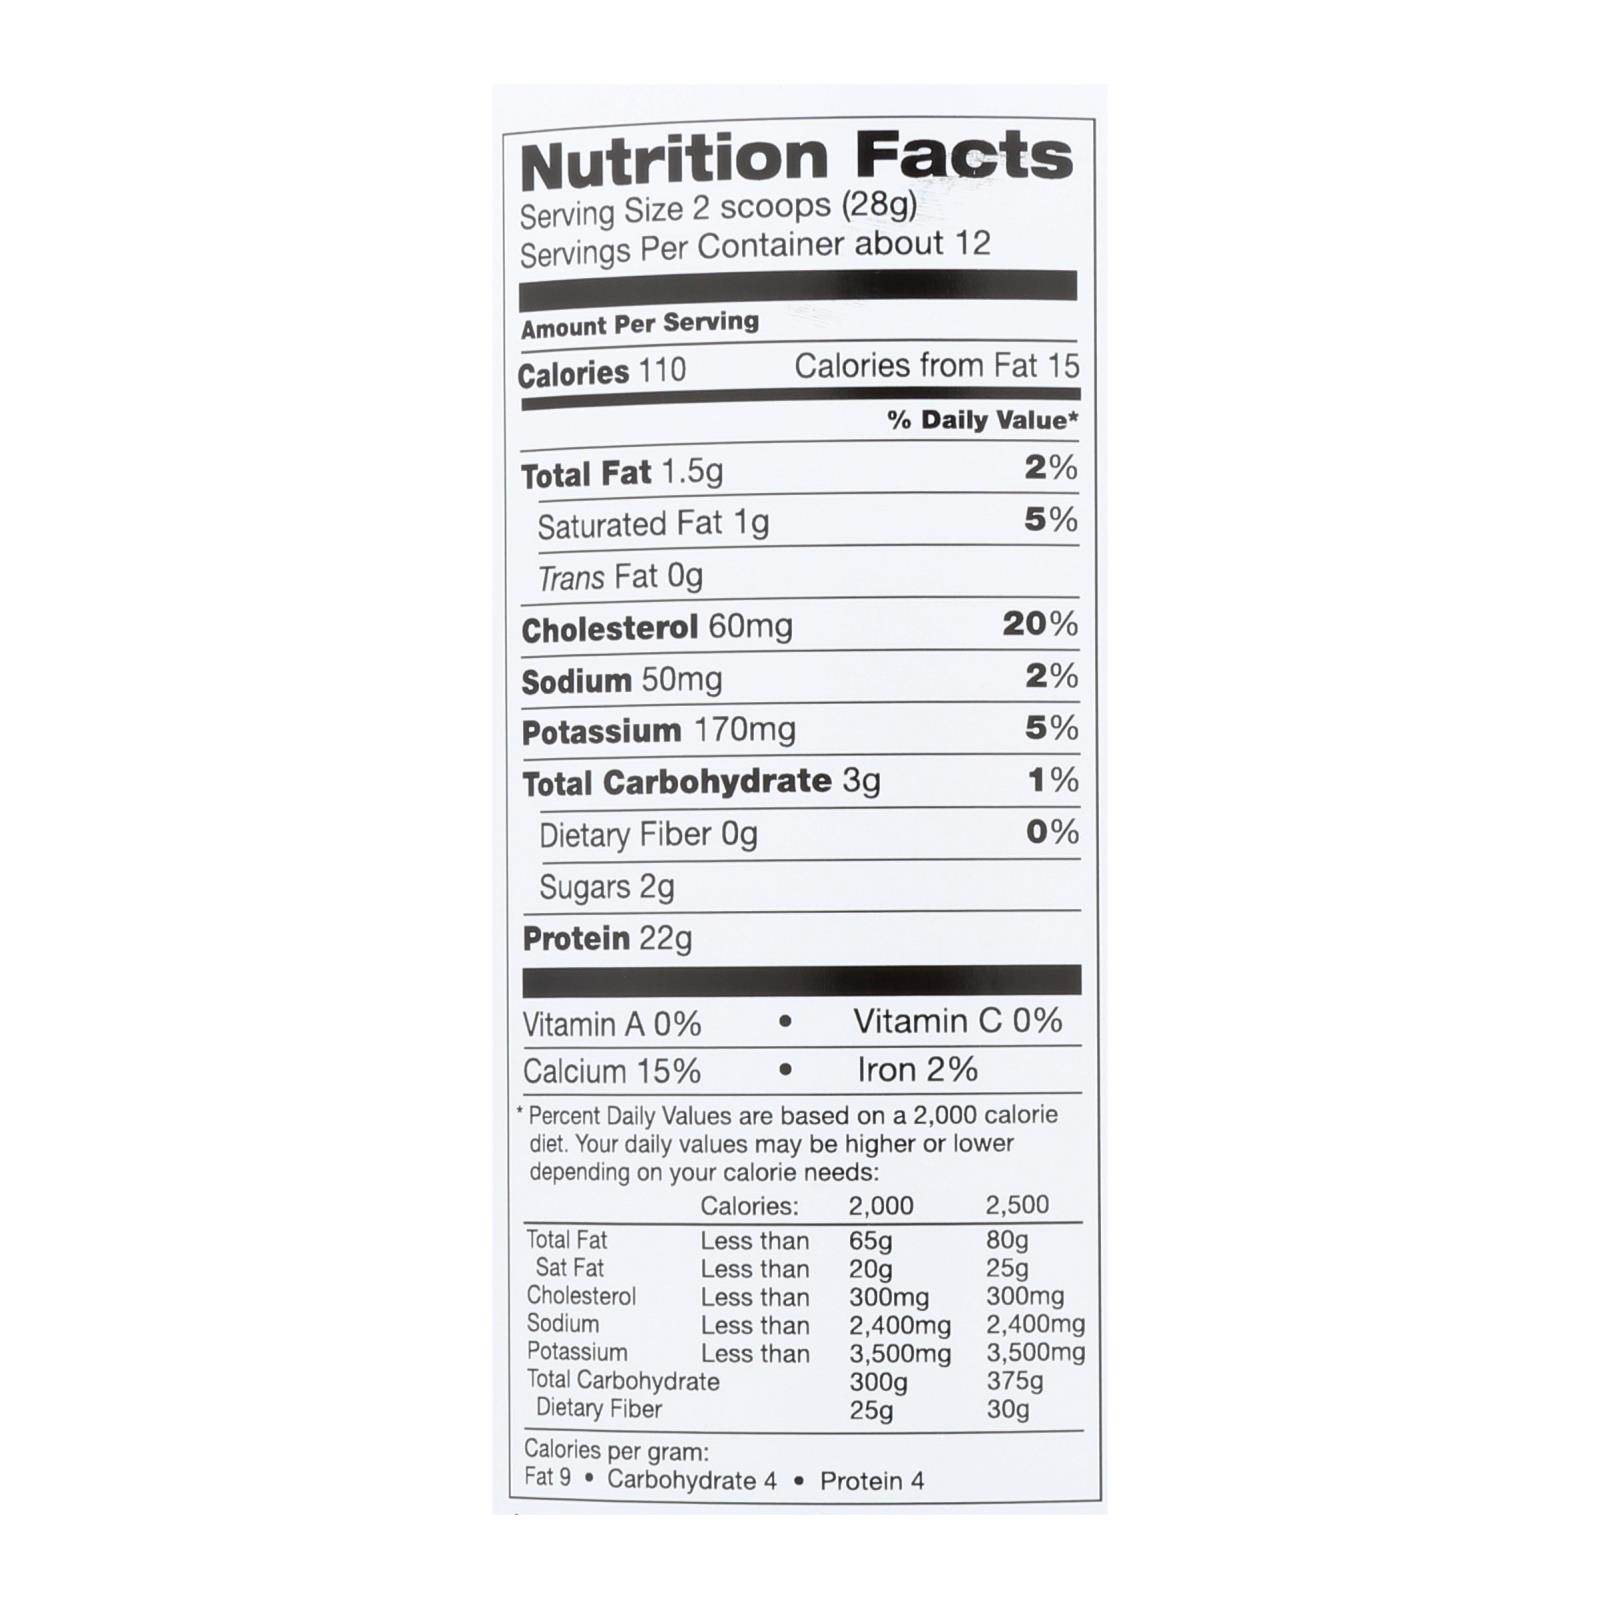 Nutrition Facts
Serving Size 2 scoops (28g)
Servings Per Container about 12
Amount Per Serving
Calories 110 Calories from Fat 15
% Daily Value*
Total Fat 1.5g 2%
Saturated Fat 1g 5%
Trans Fat 0g
Cholesterol 60mg 20%
Sodium 50mg 2%
Potassium 170mg 5%
Total Carbohydrate 3g 1%
Dietary Fiber 0g 0%
Sugars 2g
Protein 22g
Vitamin A 0% • Vitamin C 0%
Calcium 15% • Iron 2%
* Percent Daily Values are based on a 2,000 calorie
diet. Your daily values may be higher or lower
depending on your calorie needs:
Calories: 2,000 2,500
Total Fat Less than 65g 80g
Sat Fat Less than 20g 25g
Cholesterol Less than 300mg 300mg
Sodium Less than 2,400mg 2,400mg
Potassium Less than 3,500mg 3,500mg
Total Carbohydrate 300g 375g
Dietary Fiber 25g 30g
Calories per gram:
Fat 9 • Carbohydrate 4 • Protein 4